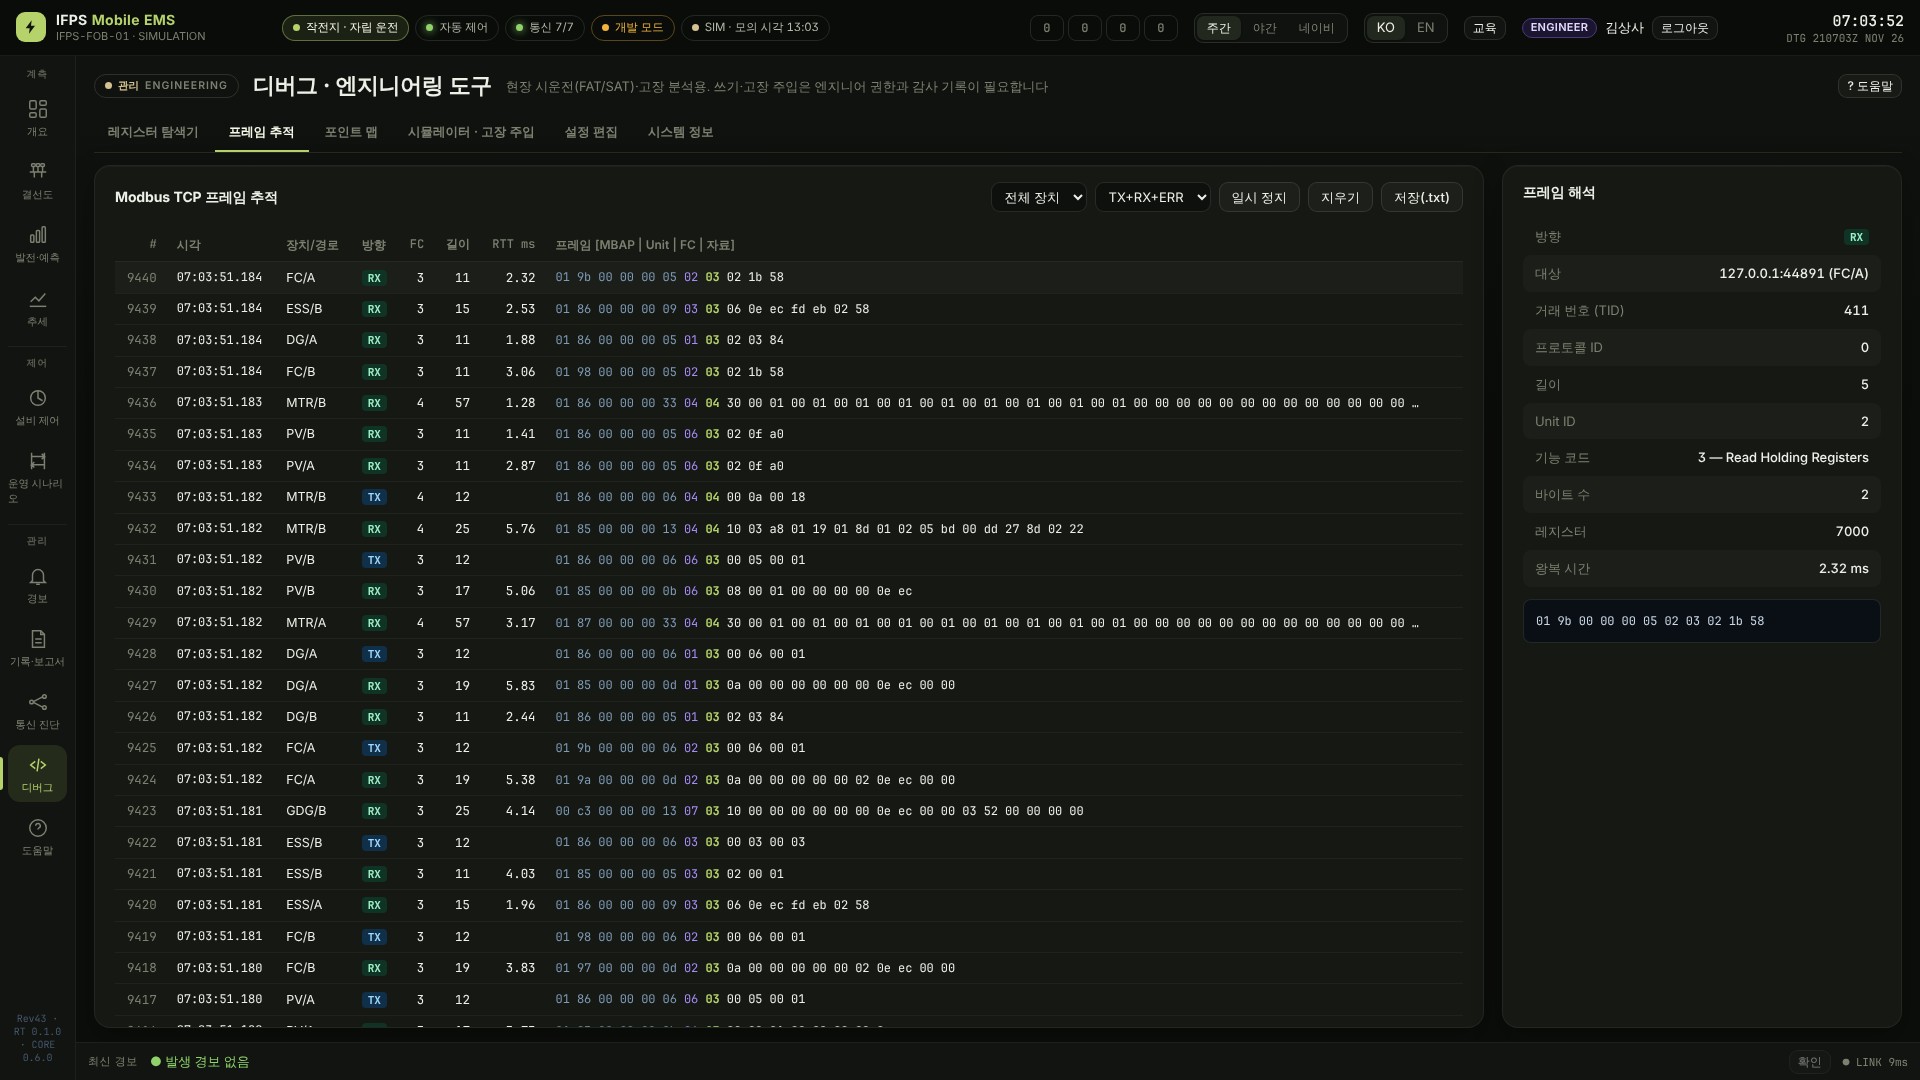 IFPS Mobile EMS
IFPS-FOB-01 · SIMULATION
작전지 · 자립 운전
자동 제어
통신 7/7
개발 모드
SIM · 모의 시각 13:03
0 0 0 0
주간 야간 네이비
KO EN
교육
ENGINEER 김상사 로그아웃
07:03:52
DTG 210703Z NOV 26
계측
개요
결선도
발전·예측
추세
제어
설비 제어
운영 시나리
오
관리
경보
기록·보고서
통신 진단
디버그
도움말
Rev43 ·
RT 0.1.0
· CORE
0.6.0
관리 ENGINEERING
디버그 · 엔지니어링 도구
현장 시운전(FAT/SAT)·고장 분석용. 쓰기·고장 주입은 엔지니어 권한과 감사 기록이 필요합니다
? 도움말
레지스터 탐색기 프레임 추적 포인트 맵 시뮬레이터 · 고장 주입 설정 편집 시스템 정보
Modbus TCP 프레임 추적
전체 장치 TX+RX+ERR 일시 정지 지우기 저장(.txt)
# 시각 장치/경로 방향 FC 길이 RTT ms 프레임 [MBAP | Unit | FC | 자료]
9440 07:03:51.184 FC/A RX 3 11 2.32 01 9b 00 00 00 05 02 03 02 1b 58
9439 07:03:51.184 ESS/B RX 3 15 2.53 01 86 00 00 00 09 03 03 06 0e ec fd eb 02 58
9438 07:03:51.184 DG/A RX 3 11 1.88 01 86 00 00 00 05 01 03 02 03 84
9437 07:03:51.184 FC/B RX 3 11 3.06 01 98 00 00 00 05 02 03 02 1b 58
9436 07:03:51.183 MTR/B RX 4 57 1.28 01 86 00 00 00 33 04 04 30 00 01 00 01 00 01 00 01 00 01 00 01 00 01 00 01 00 01 00 01 00 00 00 00 00 00 00 00 00 00 00 00 …
9435 07:03:51.183 PV/B RX 3 11 1.41 01 86 00 00 00 05 06 03 02 0f a0
9434 07:03:51.183 PV/A RX 3 11 2.87 01 86 00 00 00 05 06 03 02 0f a0
9433 07:03:51.182 MTR/B TX 4 12 01 86 00 00 00 06 04 04 00 0a 00 18
9432 07:03:51.182 MTR/B RX 4 25 5.76 01 85 00 00 00 13 04 04 10 03 a8 01 19 01 8d 01 02 05 bd 00 dd 27 8d 02 22
9431 07:03:51.182 PV/B TX 3 12 01 86 00 00 00 06 06 03 00 05 00 01
9430 07:03:51.182 PV/B RX 3 17 5.06 01 85 00 00 00 0b 06 03 08 00 01 00 00 00 00 0e ec
9429 07:03:51.182 MTR/A RX 4 57 3.17 01 87 00 00 00 33 04 04 30 00 01 00 01 00 01 00 01 00 01 00 01 00 01 00 01 00 01 00 01 00 00 00 00 00 00 00 00 00 00 00 00 …
9428 07:03:51.182 DG/A TX 3 12 01 86 00 00 00 06 01 03 00 06 00 01
9427 07:03:51.182 DG/A RX 3 19 5.83 01 85 00 00 00 0d 01 03 0a 00 00 00 00 00 00 0e ec 00 00
9426 07:03:51.182 DG/B RX 3 11 2.44 01 86 00 00 00 05 01 03 02 03 84
9425 07:03:51.182 FC/A TX 3 12 01 9b 00 00 00 06 02 03 00 06 00 01
9424 07:03:51.182 FC/A RX 3 19 5.38 01 9a 00 00 00 0d 02 03 0a 00 00 00 00 00 02 0e ec 00 00
9423 07:03:51.181 GDG/B RX 3 25 4.14 00 c3 00 00 00 13 07 03 10 00 00 00 00 00 00 0e ec 00 00 03 52 00 00 00 00
9422 07:03:51.181 ESS/B TX 3 12 01 86 00 00 00 06 03 03 00 03 00 03
9421 07:03:51.181 ESS/B RX 3 11 4.03 01 85 00 00 00 05 03 03 02 00 01
9420 07:03:51.181 ESS/A RX 3 15 1.96 01 86 00 00 00 09 03 03 06 0e ec fd eb 02 58
9419 07:03:51.181 FC/B TX 3 12 01 98 00 00 00 06 02 03 00 06 00 01
9418 07:03:51.180 FC/B RX 3 19 3.83 01 97 00 00 00 0d 02 03 0a 00 00 00 00 00 02 0e ec 00 00
9417 07:03:51.180 PV/A TX 3 12 01 86 00 00 00 06 06 03 00 05 00 01
프레임 해석
방향 RX
대상 127.0.0.1:44891 (FC/A)
거래 번호 (TID) 411
프로토콜 ID 0
길이 5
Unit ID 2
기능 코드 3 — Read Holding Registers
바이트 수 2
레지스터 7000
왕복 시간 2.32 ms
01 9b 00 00 00 05 02 03 02 1b 58
최신 경보 발생 경보 없음
확인 LINK 9ms